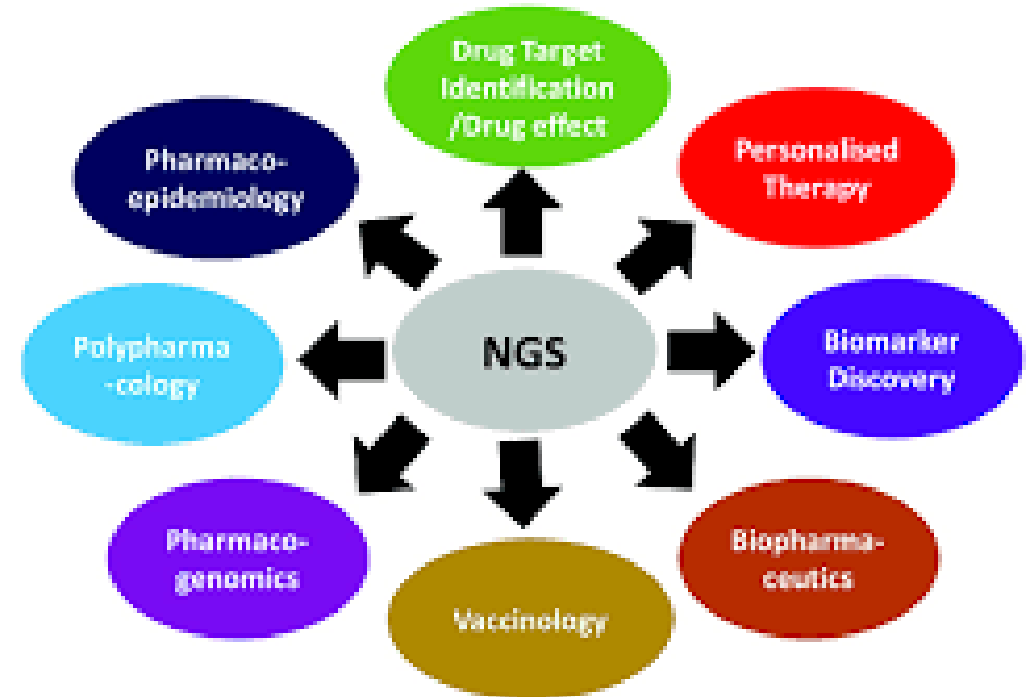 Drug Target
Identification
/Drug effect
Personalised
Therapy
Biomarker
Discovery
Biopharma-
ceutics
Vaccinology
Pharmaco-
genomics
Polypharma
-cology
Pharmaco-
epidemiology
NGS